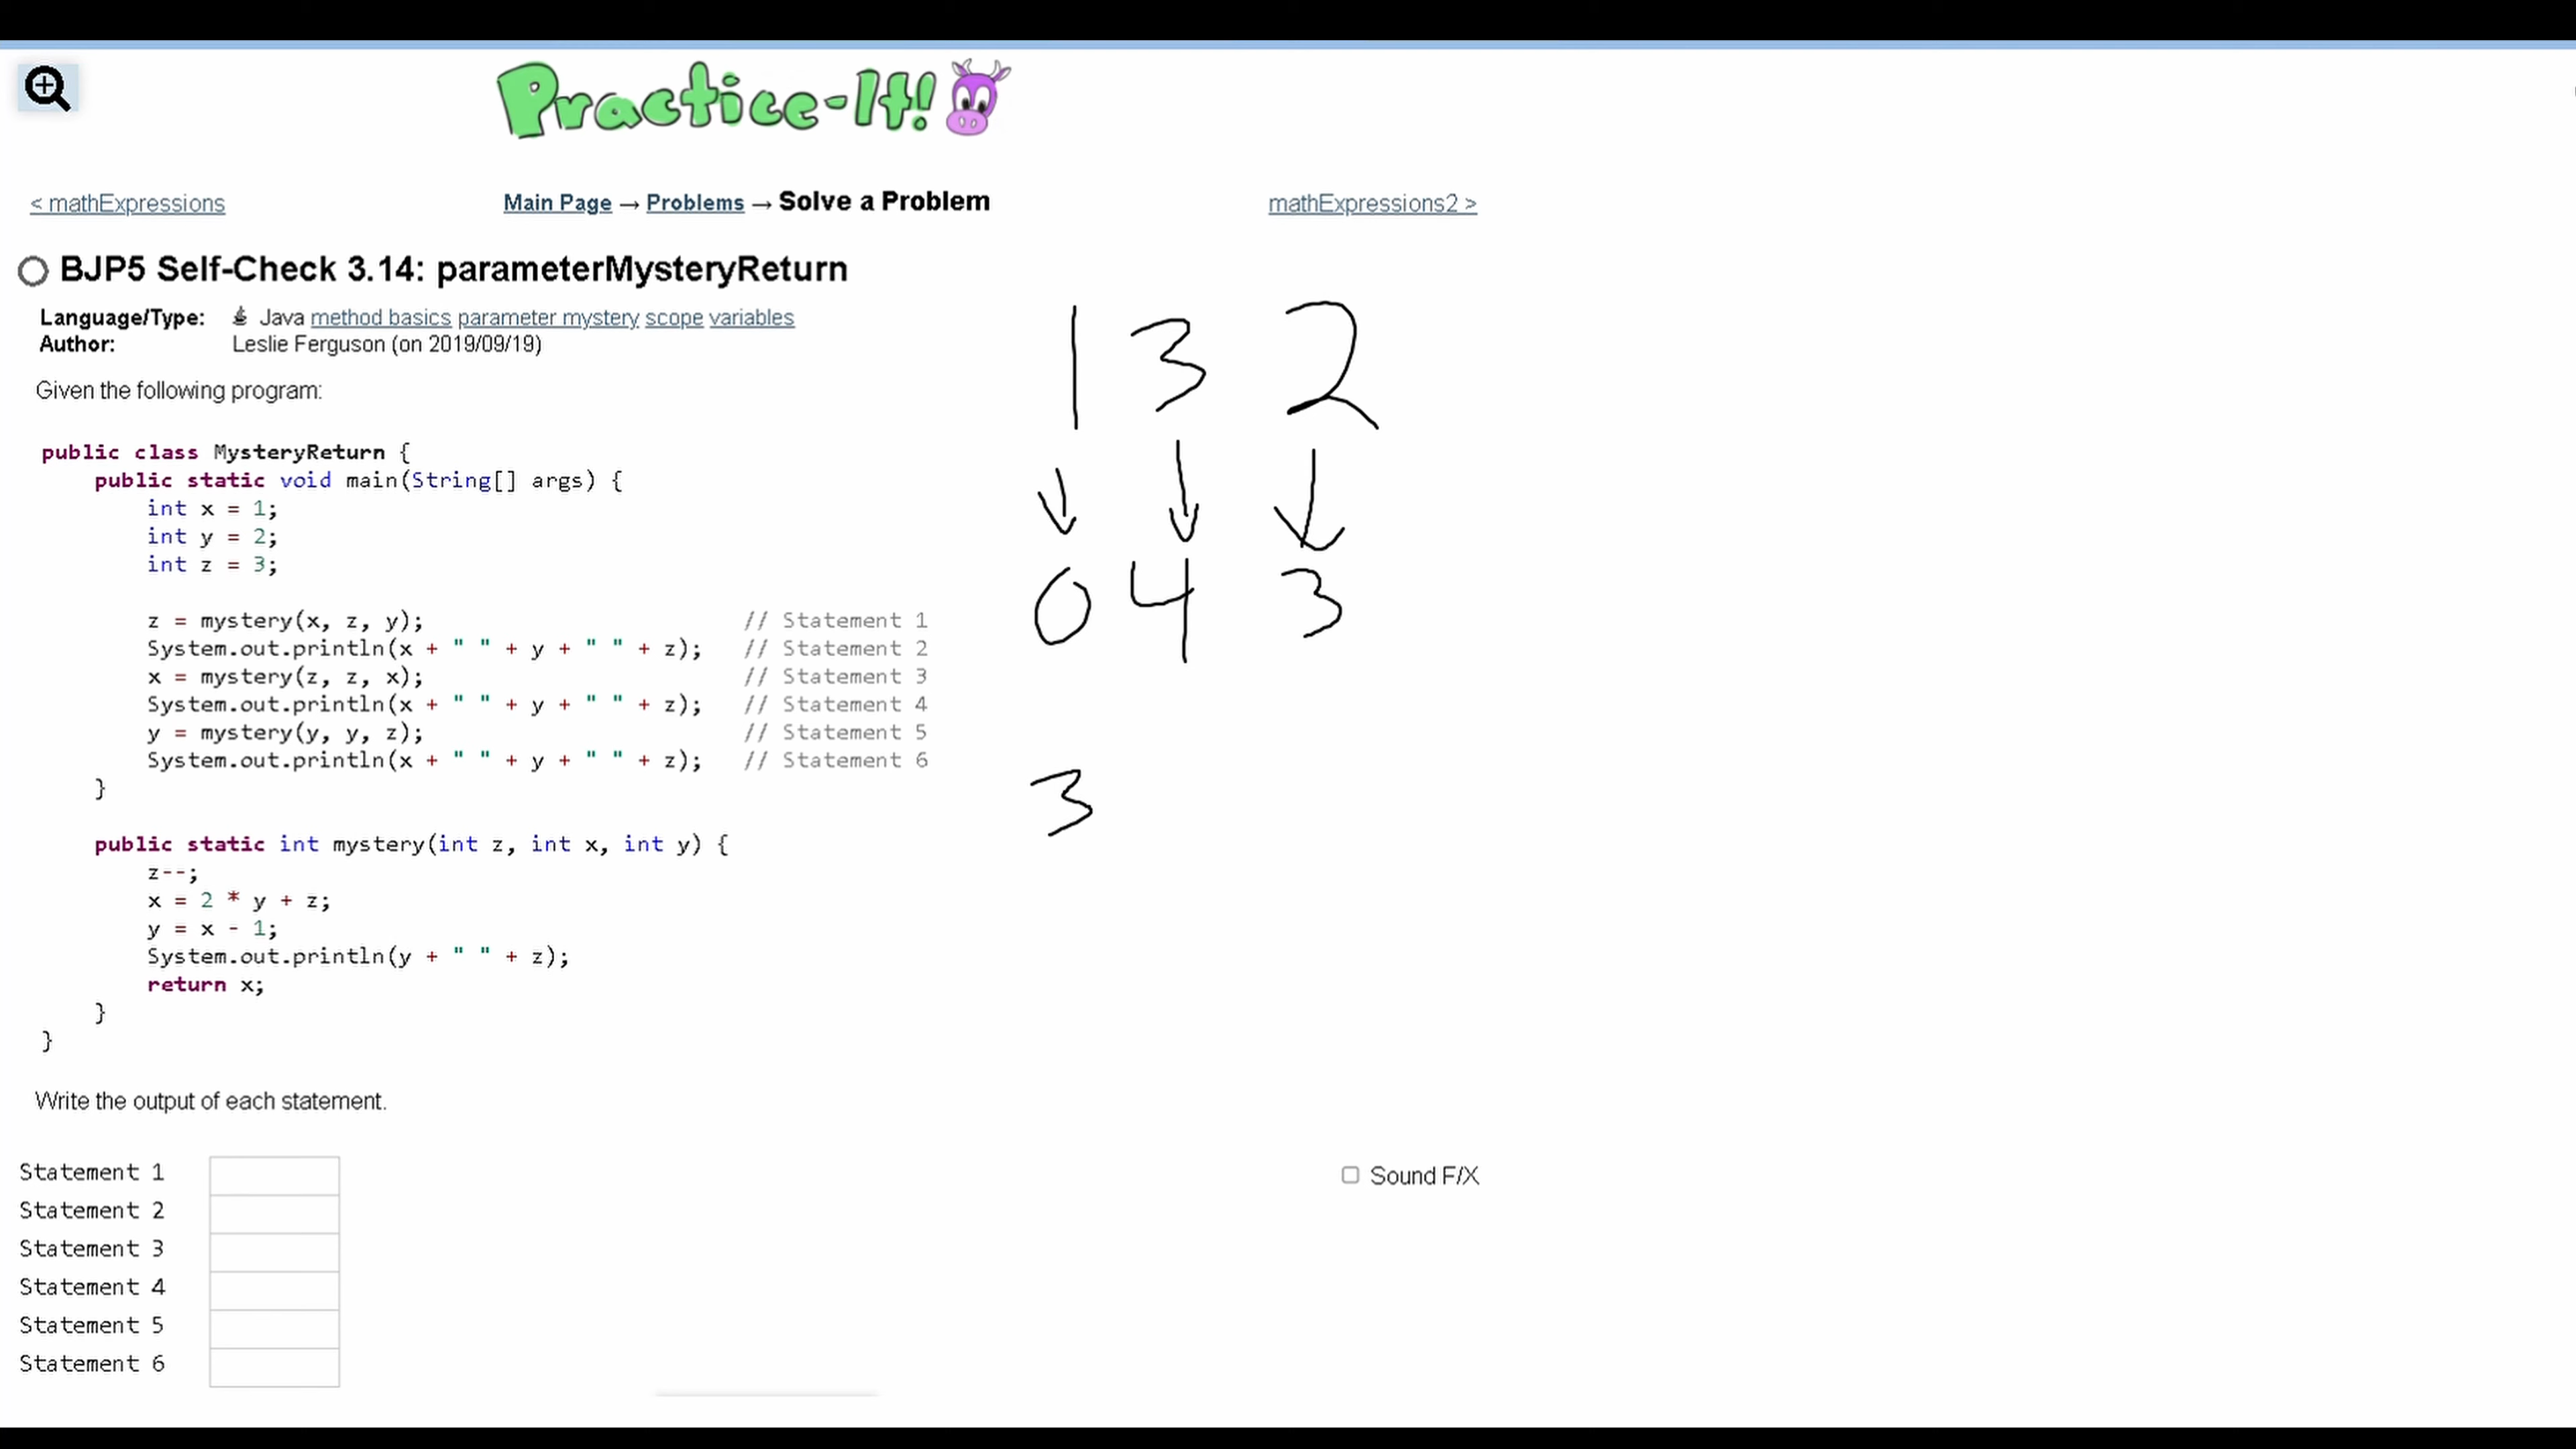 Practice-It!
< mathExpressions
Main Page → Problems → Solve a Problem
mathExpressions2 >
BJP5 Self-Check 3.14: parameterMysteryReturn
Language/Type: Java method basics parameter mystery scope variables
Author: Leslie Ferguson (on 2019/09/19)
Given the following program:
public class MysteryReturn {
    public static void main(String[] args) {
        int x = 1;
        int y = 2;
        int z = 3;
        z = mystery(x, z, y); // Statement 1
        System.out.println(x + " " + y + " " + z); // Statement 2
        x = mystery(z, z, x); // Statement 3
        System.out.println(x + " " + y + " " + z); // Statement 4
        y = mystery(y, y, z); // Statement 5
        System.out.println(x + " " + y + " " + z); // Statement 6
    }
    public static int mystery(int z, int x, int y) {
        z--;
        x = 2 * y + z;
        y = x - 1;
        System.out.println(y + " " + z);
        return x;
    }
}
1 3 2
↓ ↓ ↓
0 4 3
3
Write the output of each statement.
Statement 1
Statement 2
Statement 3
Statement 4
Statement 5
Statement 6
Sound F/X